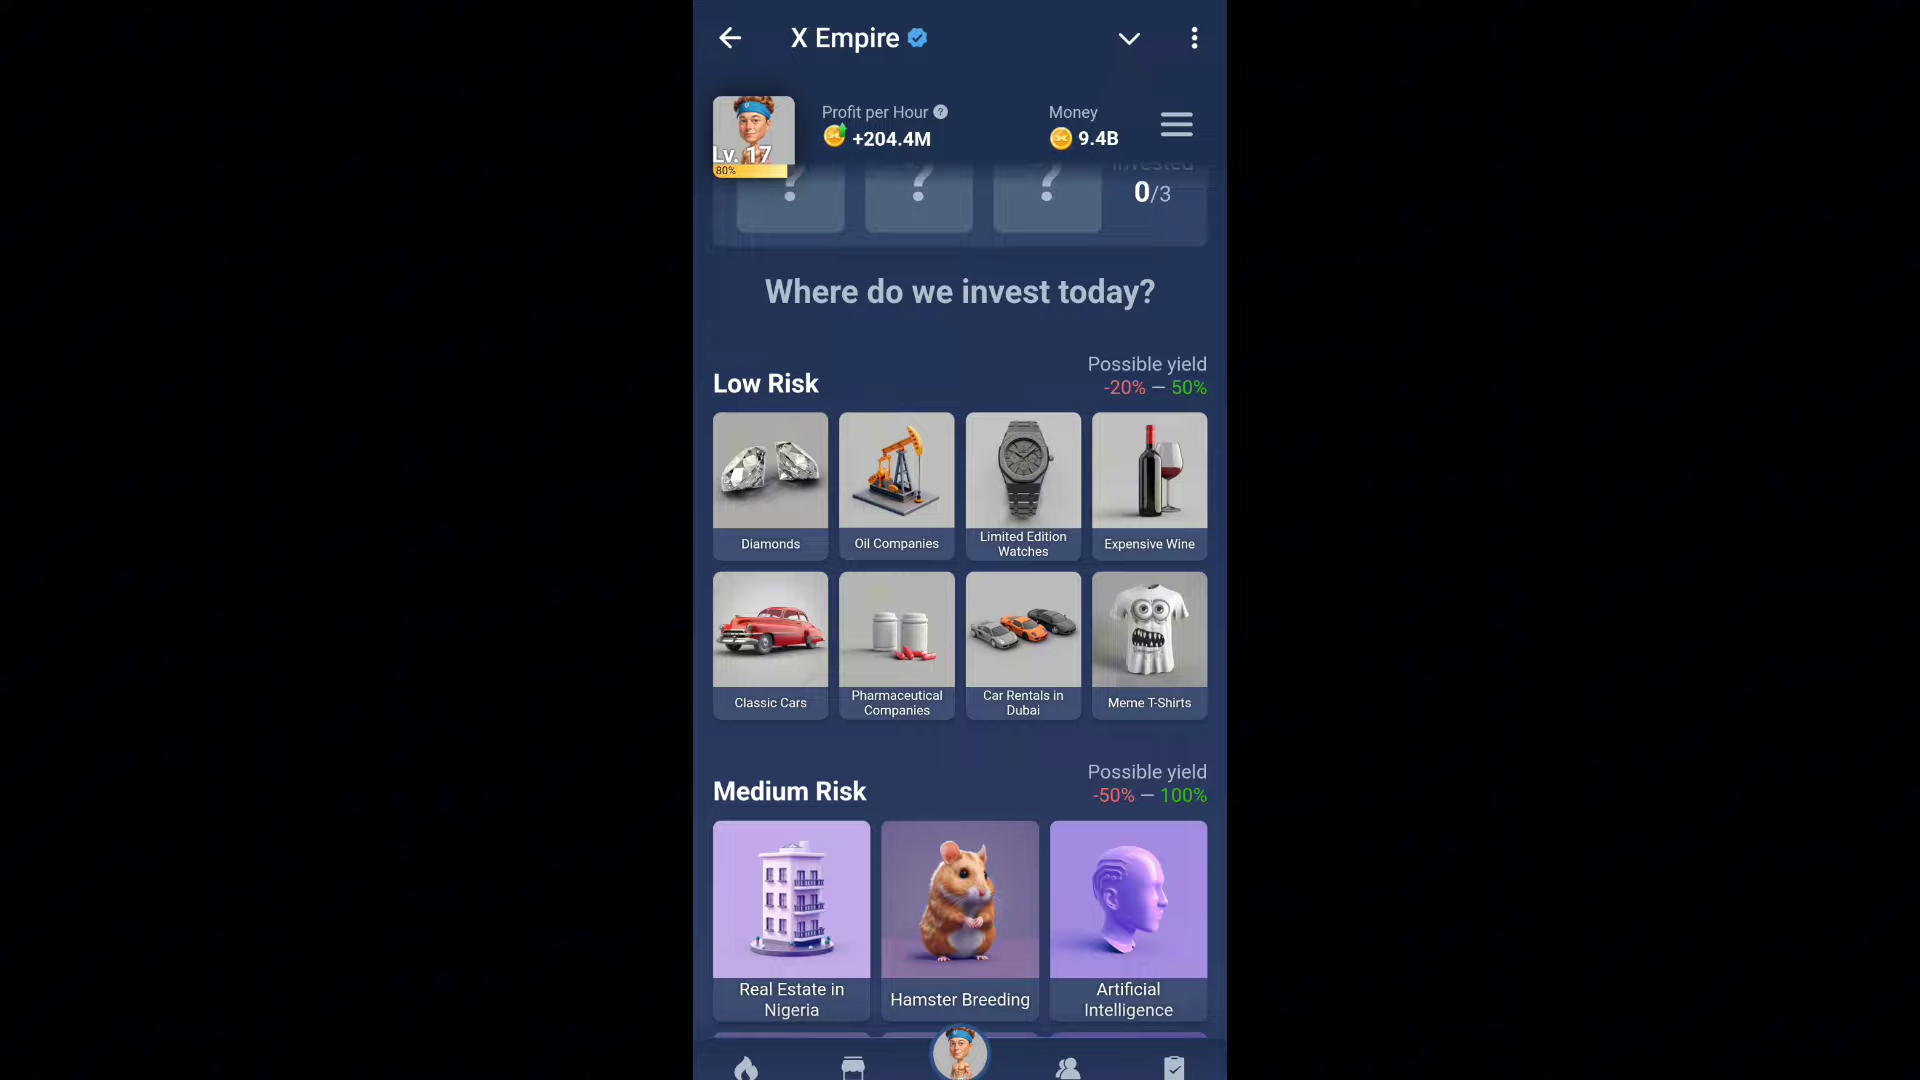 X Empire
Profit per Hour ?
+204.4M
Money
9.4B
Lv. 17
80%
? ? ?
Invested
0/3
Where do we invest today?
Possible yield
Low Risk
-20% — 50%
Diamonds
Oil Companies
Limited Edition
Watches
Expensive Wine
Classic Cars
Pharmaceutical
Companies
Car Rentals in
Dubai
Meme T-Shirts
Possible yield
Medium Risk
-50% — 100%
Real Estate in
Nigeria
Hamster Breeding
Artificial
Intelligence